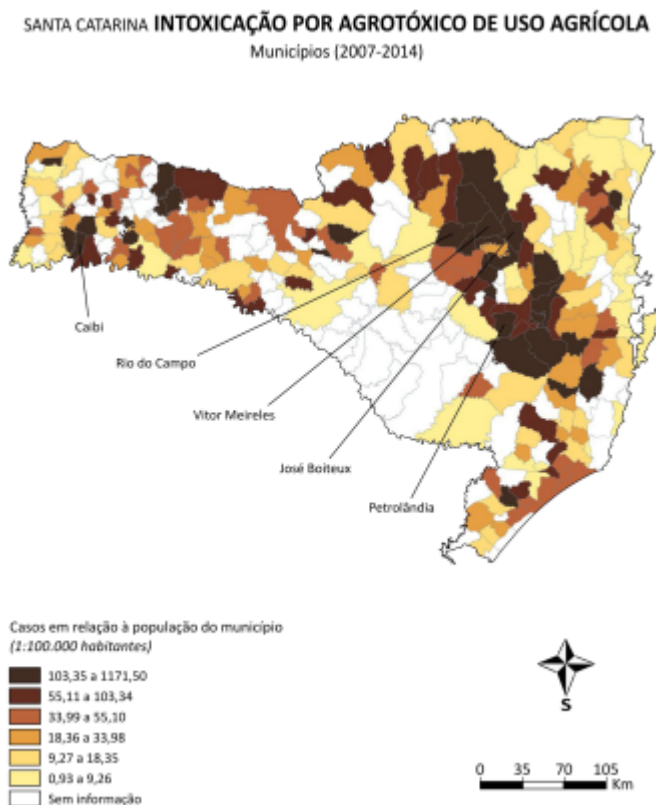 SANTA CATARINA INTOXICAÇÃO POR AGROTÓXICO DE USO AGRÍCOLA
Municípios (2007-2014)
Caibi
Rio do Campo
Vitor Meireles
José Boiteux
Petrolândia
Casos em relação à população do município
(1:100.000 habitantes)
103,35 a 1171,50
55,11 a 103,34
33,99 a 55,10
18,36 a 33,98
9,27 a 18,35
0,93 a 9,26
Sem informação
S
0 35 70 105
Km